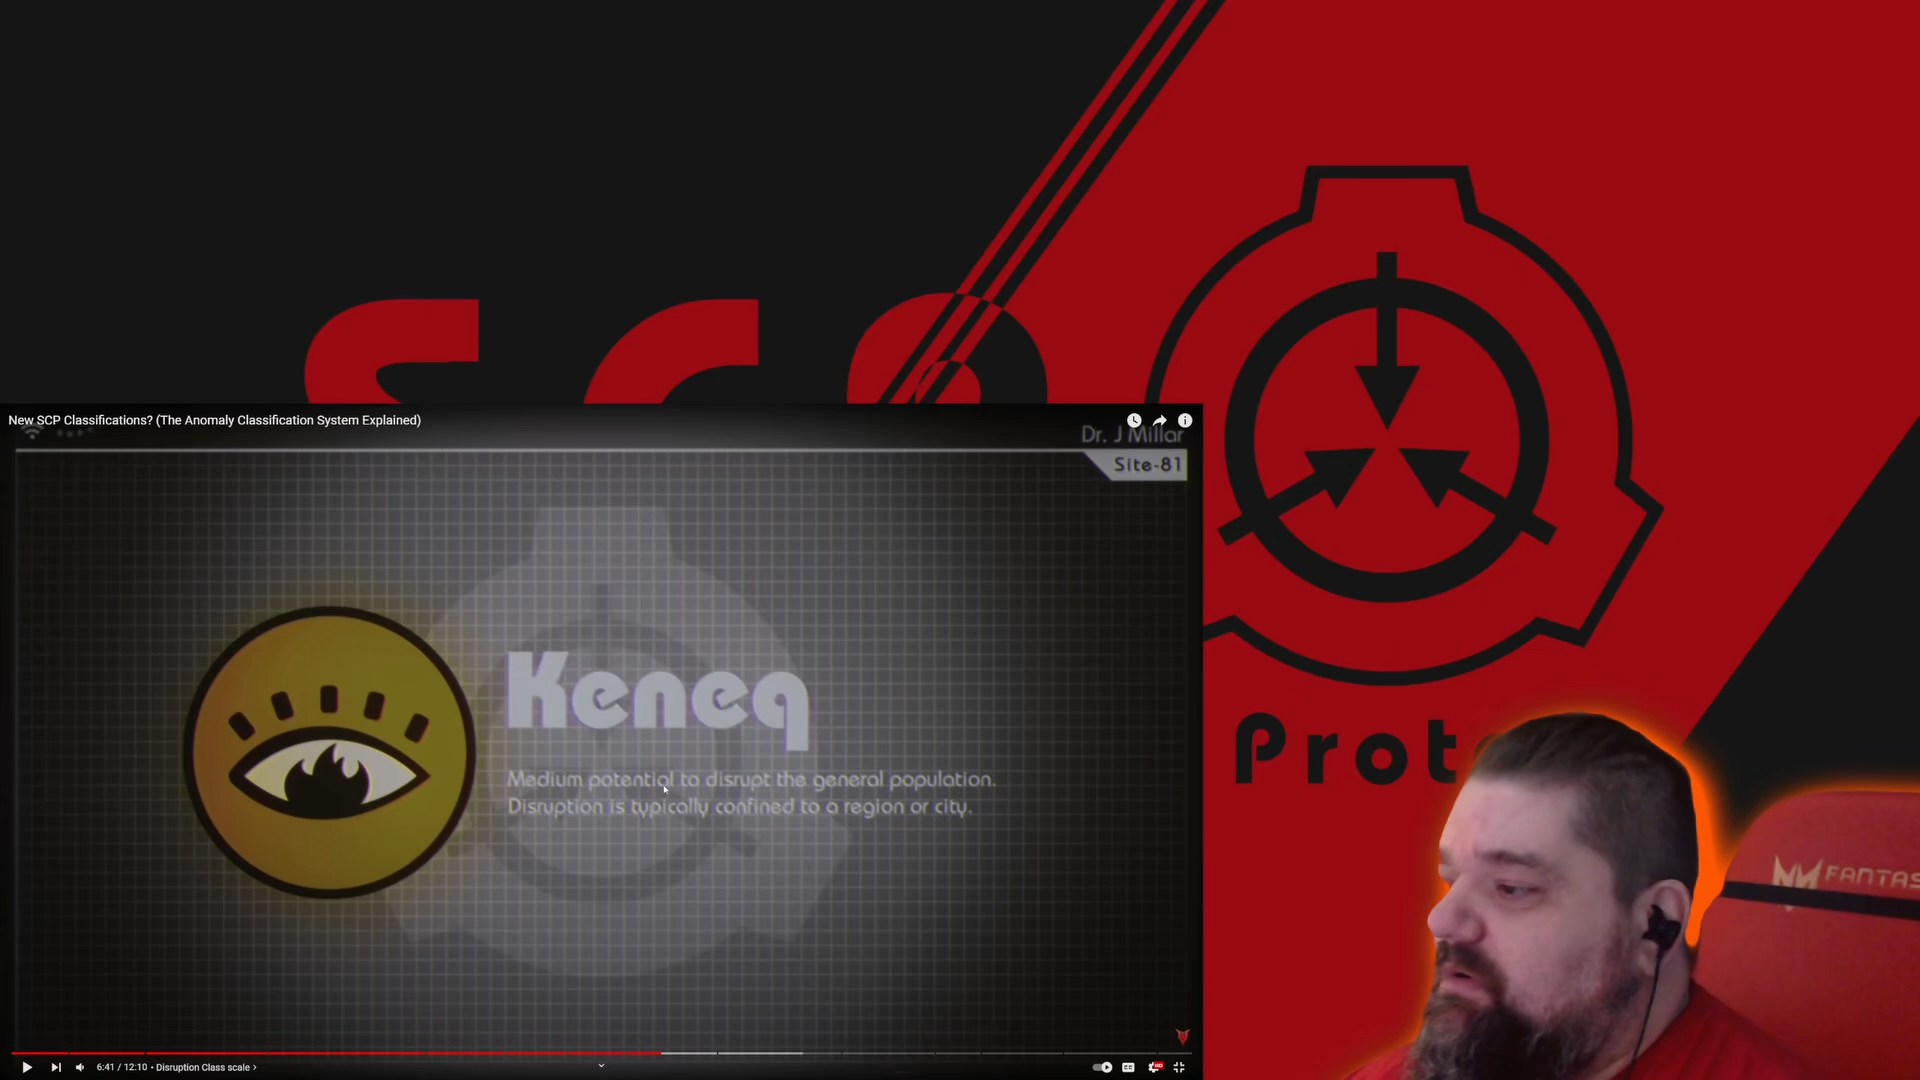 SCP
New SCP Classifications? (The Anomaly Classification System Explained)
Dr. J Millar
Site-81
Keneq
Medium potential to disrupt the general population.
Disruption is typically confined to a region or city.
Prot
FANTAS
6:41 / 12:10 • Disruption Class scale >
HD